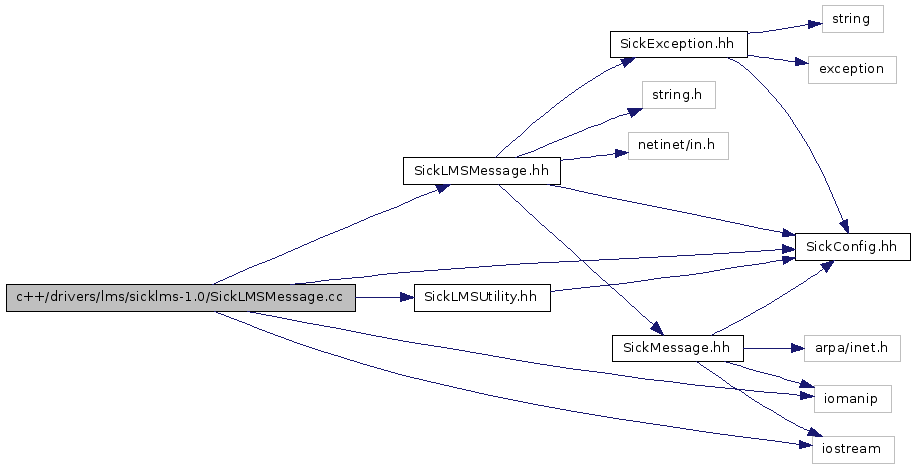 string
SickException.hh
exception
string.h
netinet/in.h
SickLMSMessage.hh
SickConfig.hh
c++/drivers/lms/sicklms-1.0/SickLMSMessage.cc
SickLMSUtility.hh
SickMessage.hh
arpa/inet.h
iomanip
iostream